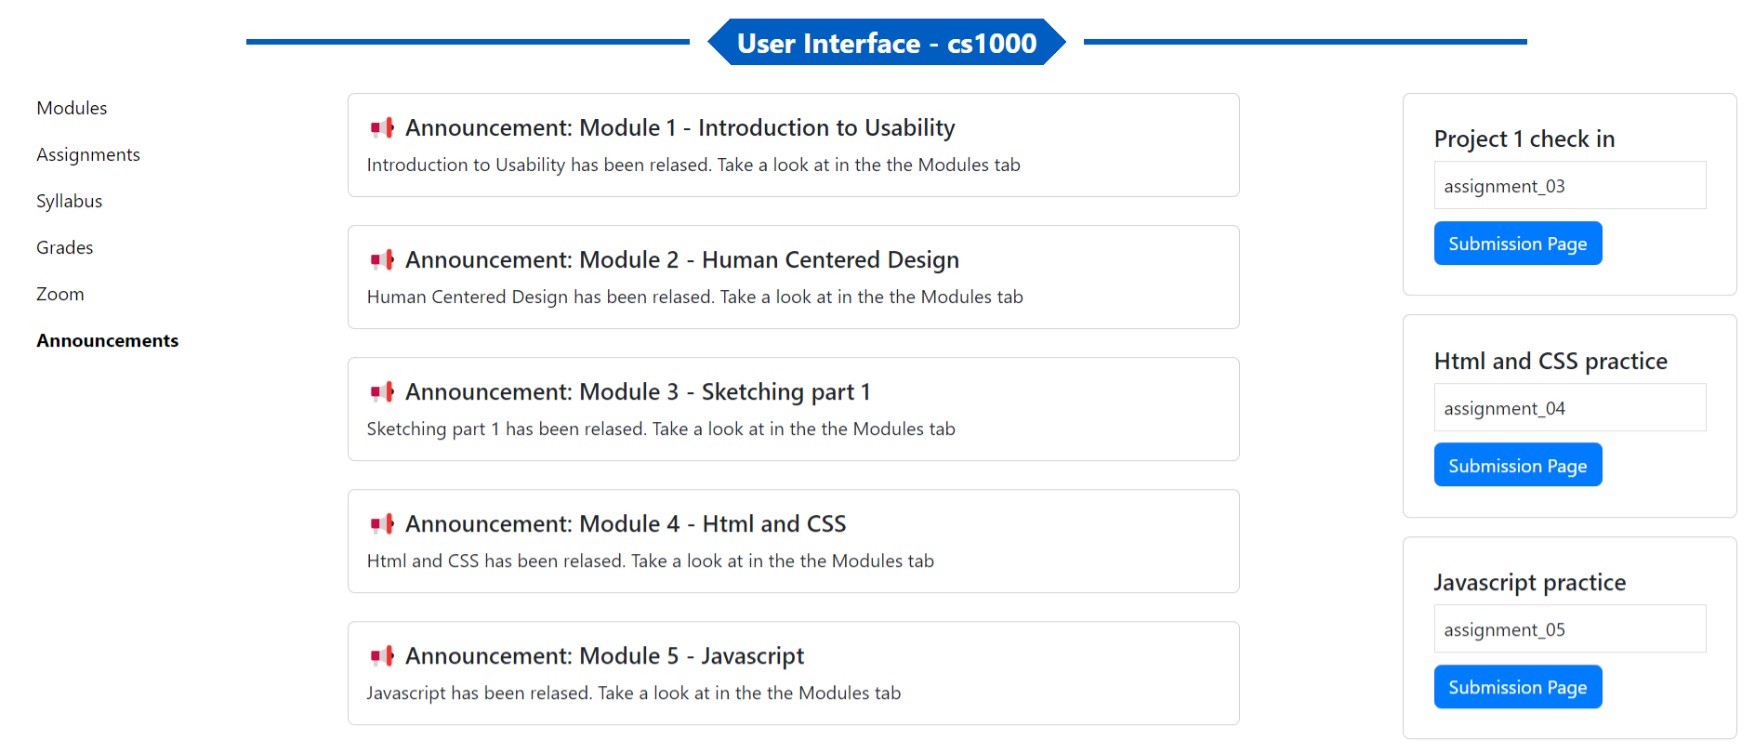 User Interface - cs1000
Modules
Assignments
Syllabus
Grades
Zoom
Announcements
Announcement: Module 1 - Introduction to Usability
Introduction to Usability has been relased. Take a look at in the the Modules tab
Announcement: Module 2 - Human Centered Design
Human Centered Design has been relased. Take a look at in the the Modules tab
Announcement: Module 3 - Sketching part 1
Sketching part 1 has been relased. Take a look at in the the Modules tab
Announcement: Module 4 - Html and CSS
Html and CSS has been relased. Take a look at in the the Modules tab
Announcement: Module 5 - Javascript
Javascript has been relased. Take a look at in the the Modules tab
Project 1 check in
assignment_03
Submission Page
Html and CSS practice
assignment_04
Submission Page
Javascript practice
assignment_05
Submission Page